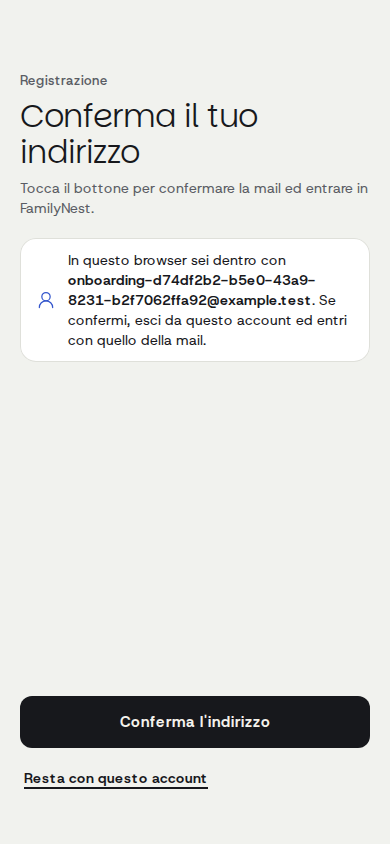 Registrazione
Conferma il tuo
indirizzo
Tocca il bottone per confermare la mail ed entrare in
FamilyNest.
In questo browser sei dentro con
onboarding-d74df2b2-b5e0-43a9-
8231-b2f7062ffa92@example.test. Se
confermi, esci da questo account ed entri
con quello della mail.
Conferma l'indirizzo
Resta con questo account